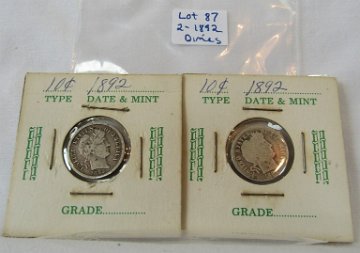 Lot 87
2-1892
Dimes
10¢ 1892
TYPE DATE & MINT
GRADE...............
10¢ 1892
TYPE DATE & MINT
GRADE...............